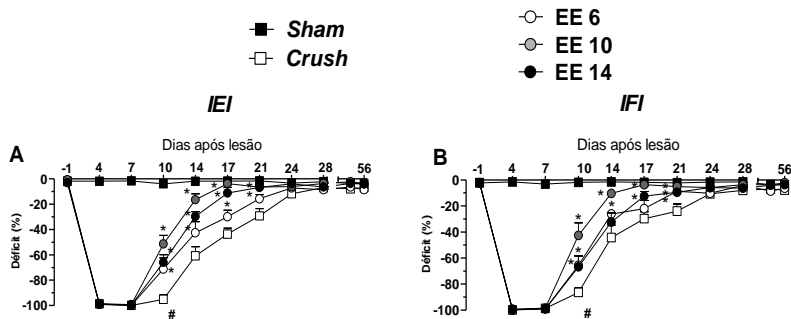 Sham
Crush
EE 6
EE 10
EE 14
IEI
IFI
A
Dias após lesão
-1 4 7 10 14 17 21 24 28 56
0
-20
-40
-60
-80
-100
Déficit (%)
* * * * * * * * *
#
B
Dias após lesão
-1 4 7 10 14 17 21 24 28 56
0
-20
-40
-60
-80
-100
Déficit (%)
* * * * * * * *
#